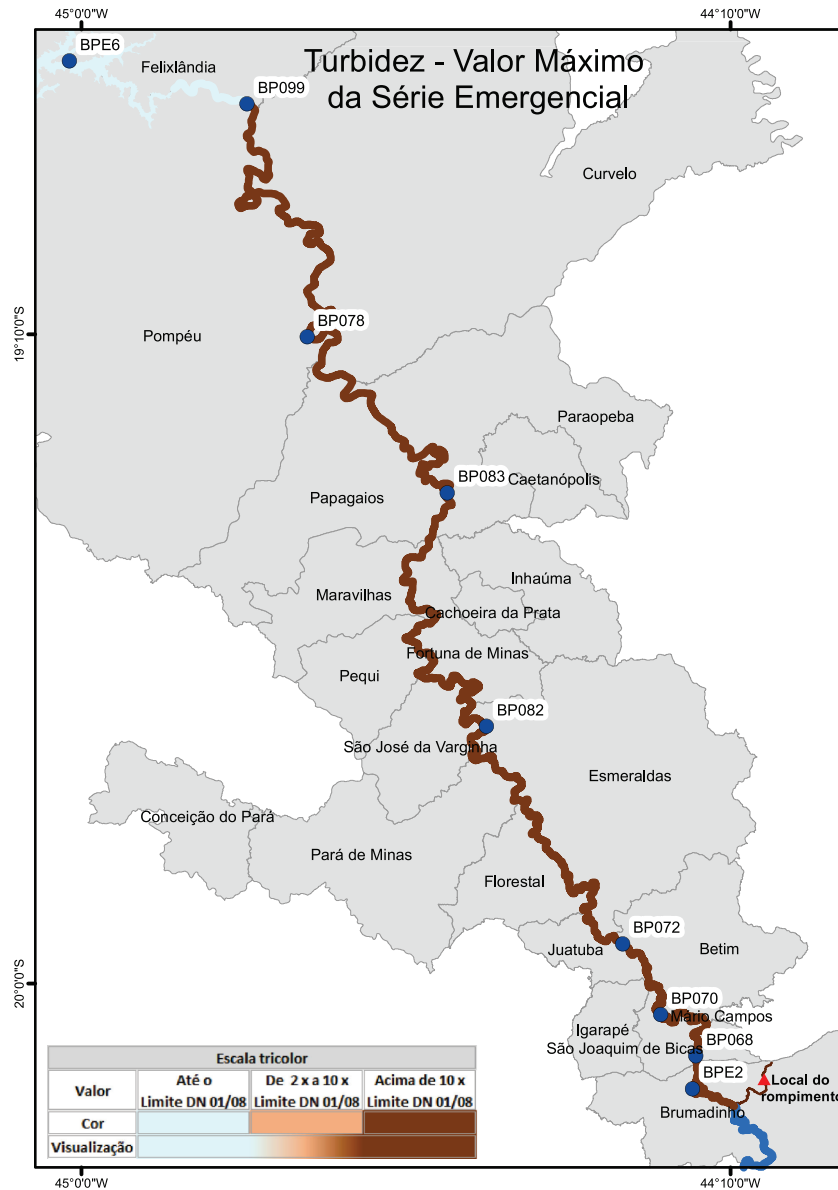 45°0'0"W
44°10'0"W
BPE6
Felixlândia
Turbidez - Valor Máximo
da Série Emergencial
BP099
Curvelo
BP078
Pompéu
19°10'0"S
Paraopeba
BP083
Caetanópolis
Papagaios
Inhaúma
Maravilhas
Cachoeira da Prata
Fortuna de Minas
Pequi
BP082
São José da Varginha
Esmeraldas
Conceição do Pará
Pará de Minas
Florestal
BP072
Juatuba
Betim
20°0'0"S
BP070
Mário Campos
Igarapé
BP068
São Joaquim de Bicas
BPE2
Local do
rompimento
Brumadinho
Escala tricolor
Valor
Até o
Limite DN 01/08
De 2 x a 10 x
Limite DN 01/08
Acima de 10 x
Limite DN 01/08
Cor
Visualização
45°0'0"W
44°10'0"W